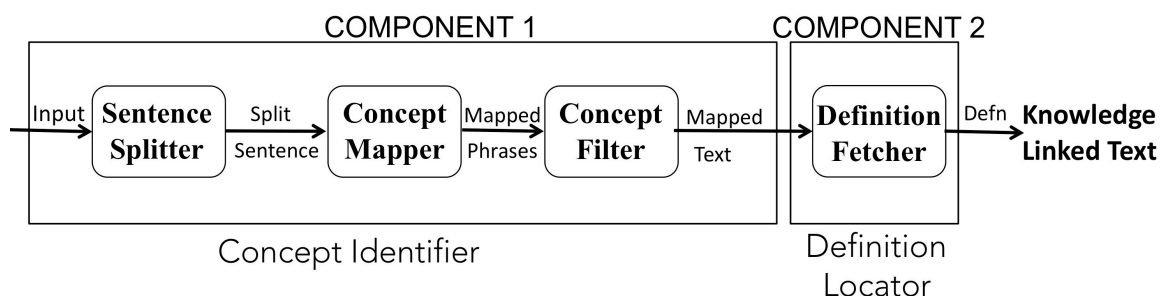 COMPONENT 1
COMPONENT 2
Input
Sentence
Splitter
Split
Sentence
Concept
Mapper
Mapped
Phrases
Concept
Filter
Mapped
Text
Definition
Fetcher
Defn
Knowledge
Linked Text
Concept Identifier
Definition
Locator